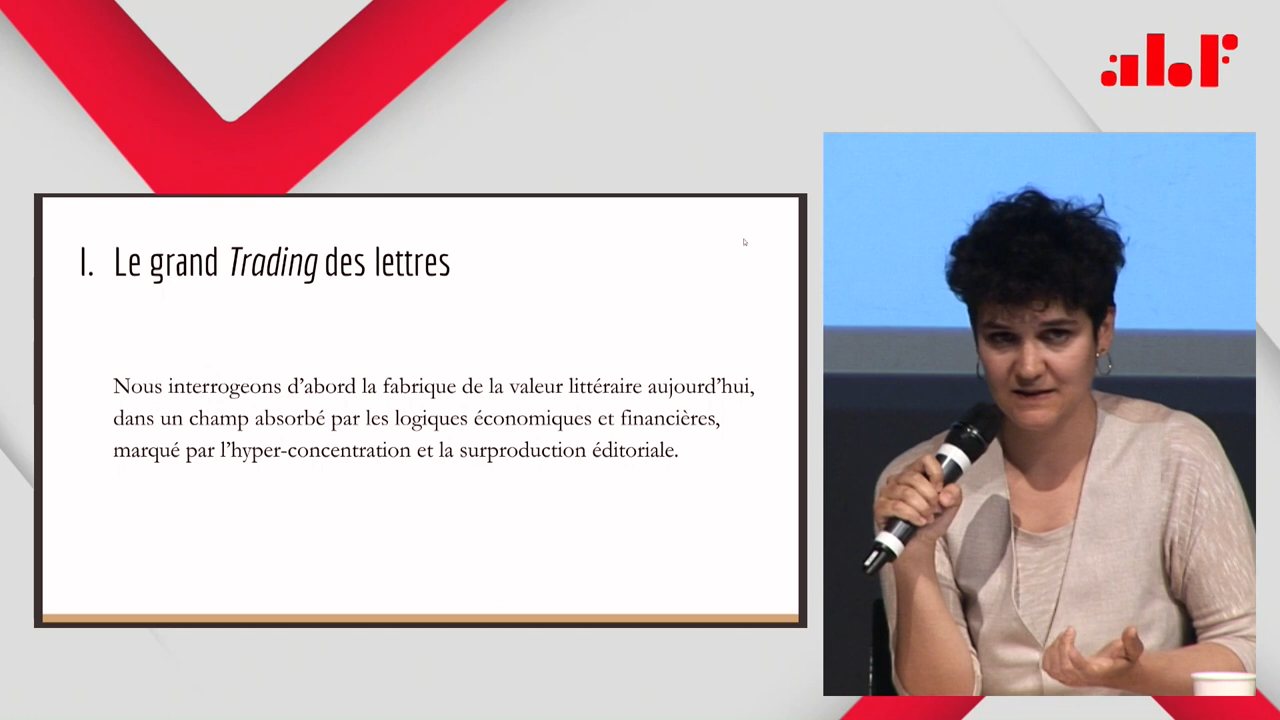 abf
I. Le grand Trading des lettres
Nous interrogeons d'abord la fabrique de la valeur littéraire aujourd'hui,
dans un champ absorbé par les logiques économiques et financières,
marqué par l'hyper-concentration et la surproduction éditoriale.